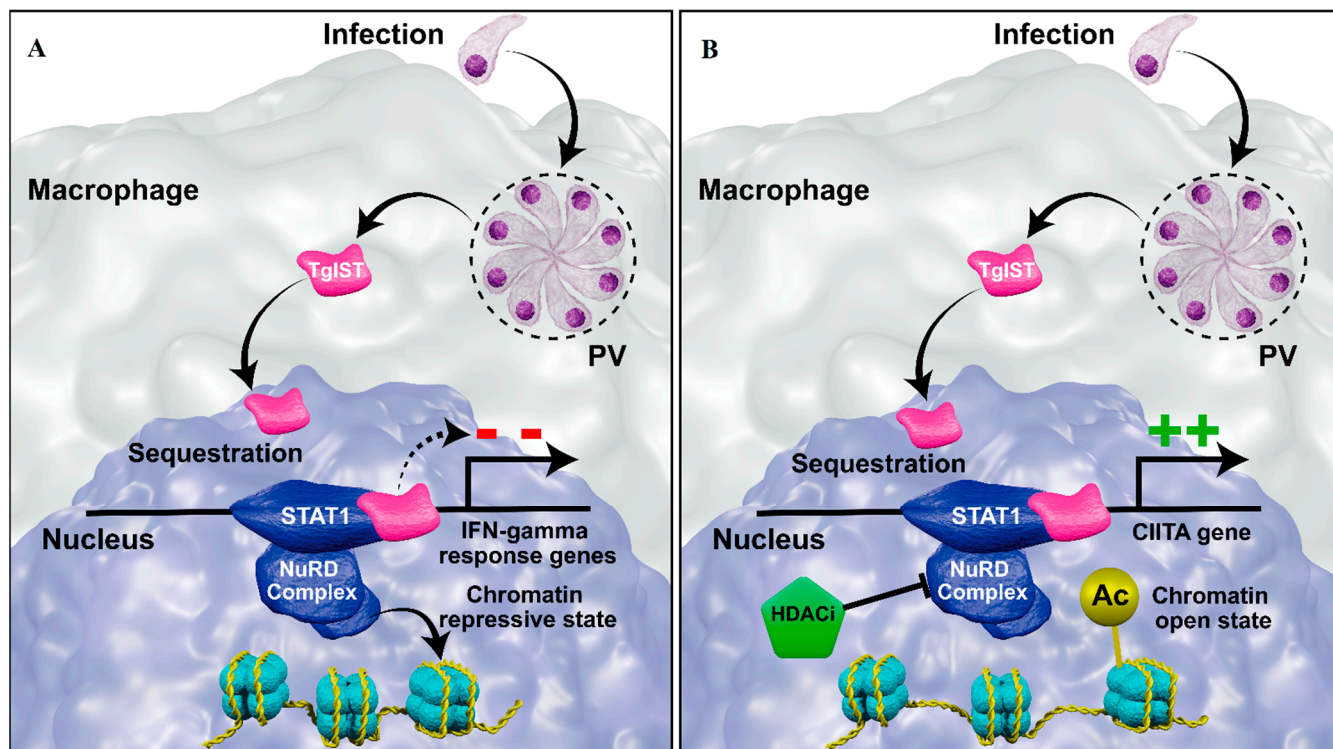 A
Infection
Macrophage
TgIST
PV
Sequestration
- -
STAT1
Nucleus
IFN-gamma
response genes
NuRD
Complex
Chromatin
repressive state
B
Infection
Macrophage
TgIST
PV
++
Sequestration
STAT1
Nucleus
CIITA gene
NuRD
Complex
HDACi
Ac
Chromatin
open state